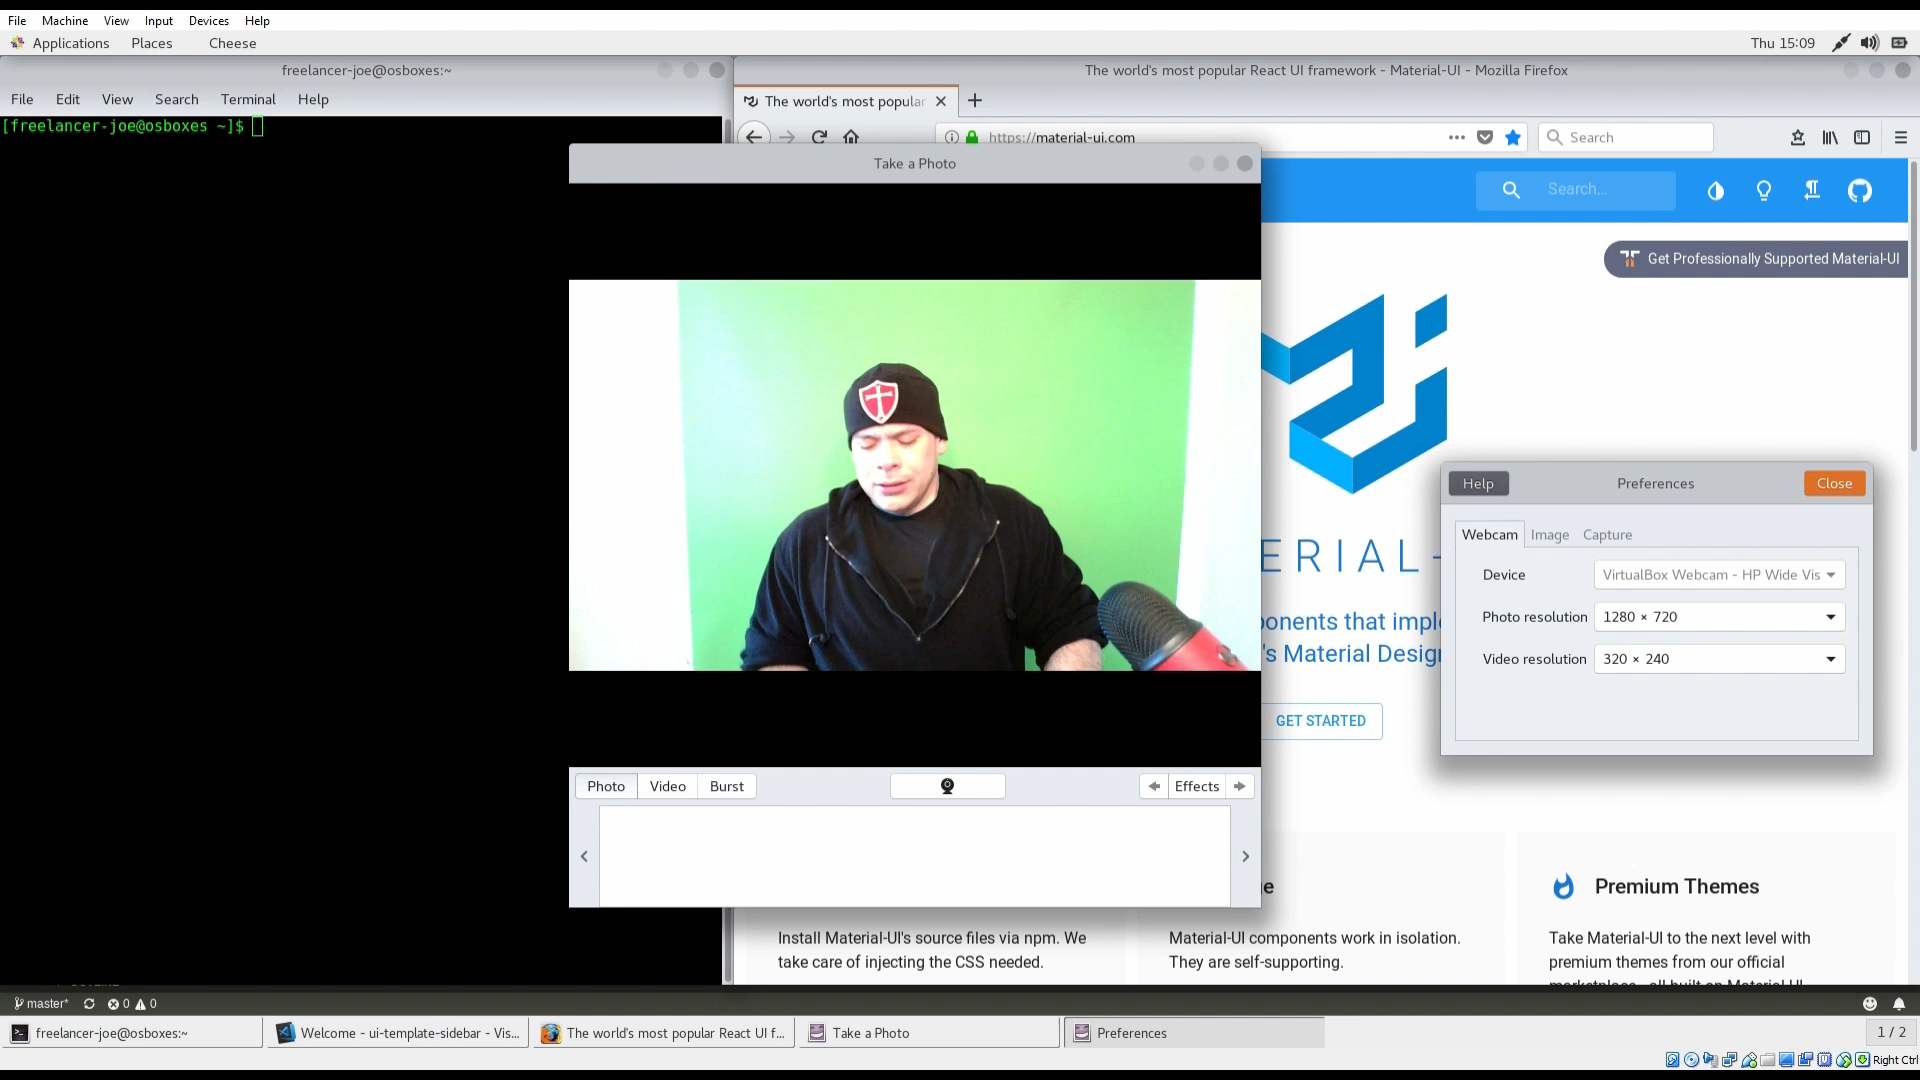 File Machine View Input Devices Help
Applications Places Cheese Thu 15:09
freelancer-joe@osboxes:~
File Edit View Search Terminal Help
[freelancer-joe@osboxes ~]$
The world's most popular React UI framework - Material-UI - Mozilla Firefox
The world's most popular
https://material-ui.com
Search
Search...
Get Professionally Supported Material-UI
Take a Photo
ERIAL-
ponents that imple
's Material Design
GET STARTED
Help Preferences Close
Webcam Image Capture
Device VirtualBox Webcam - HP Wide Vis
Photo resolution 1280 × 720
Video resolution 320 × 240
Photo Video Burst Effects
e
Premium Themes
Install Material-UI's source files via npm. We
take care of injecting the CSS needed.
Material-UI components work in isolation.
They are self-supporting.
Take Material-UI to the next level with
premium themes from our official
master* 0 0
freelancer-joe@osboxes:~
Welcome - ui-template-sidebar - Vis...
The world's most popular React UI f...
Take a Photo
Preferences
1 / 2
Right Ctrl